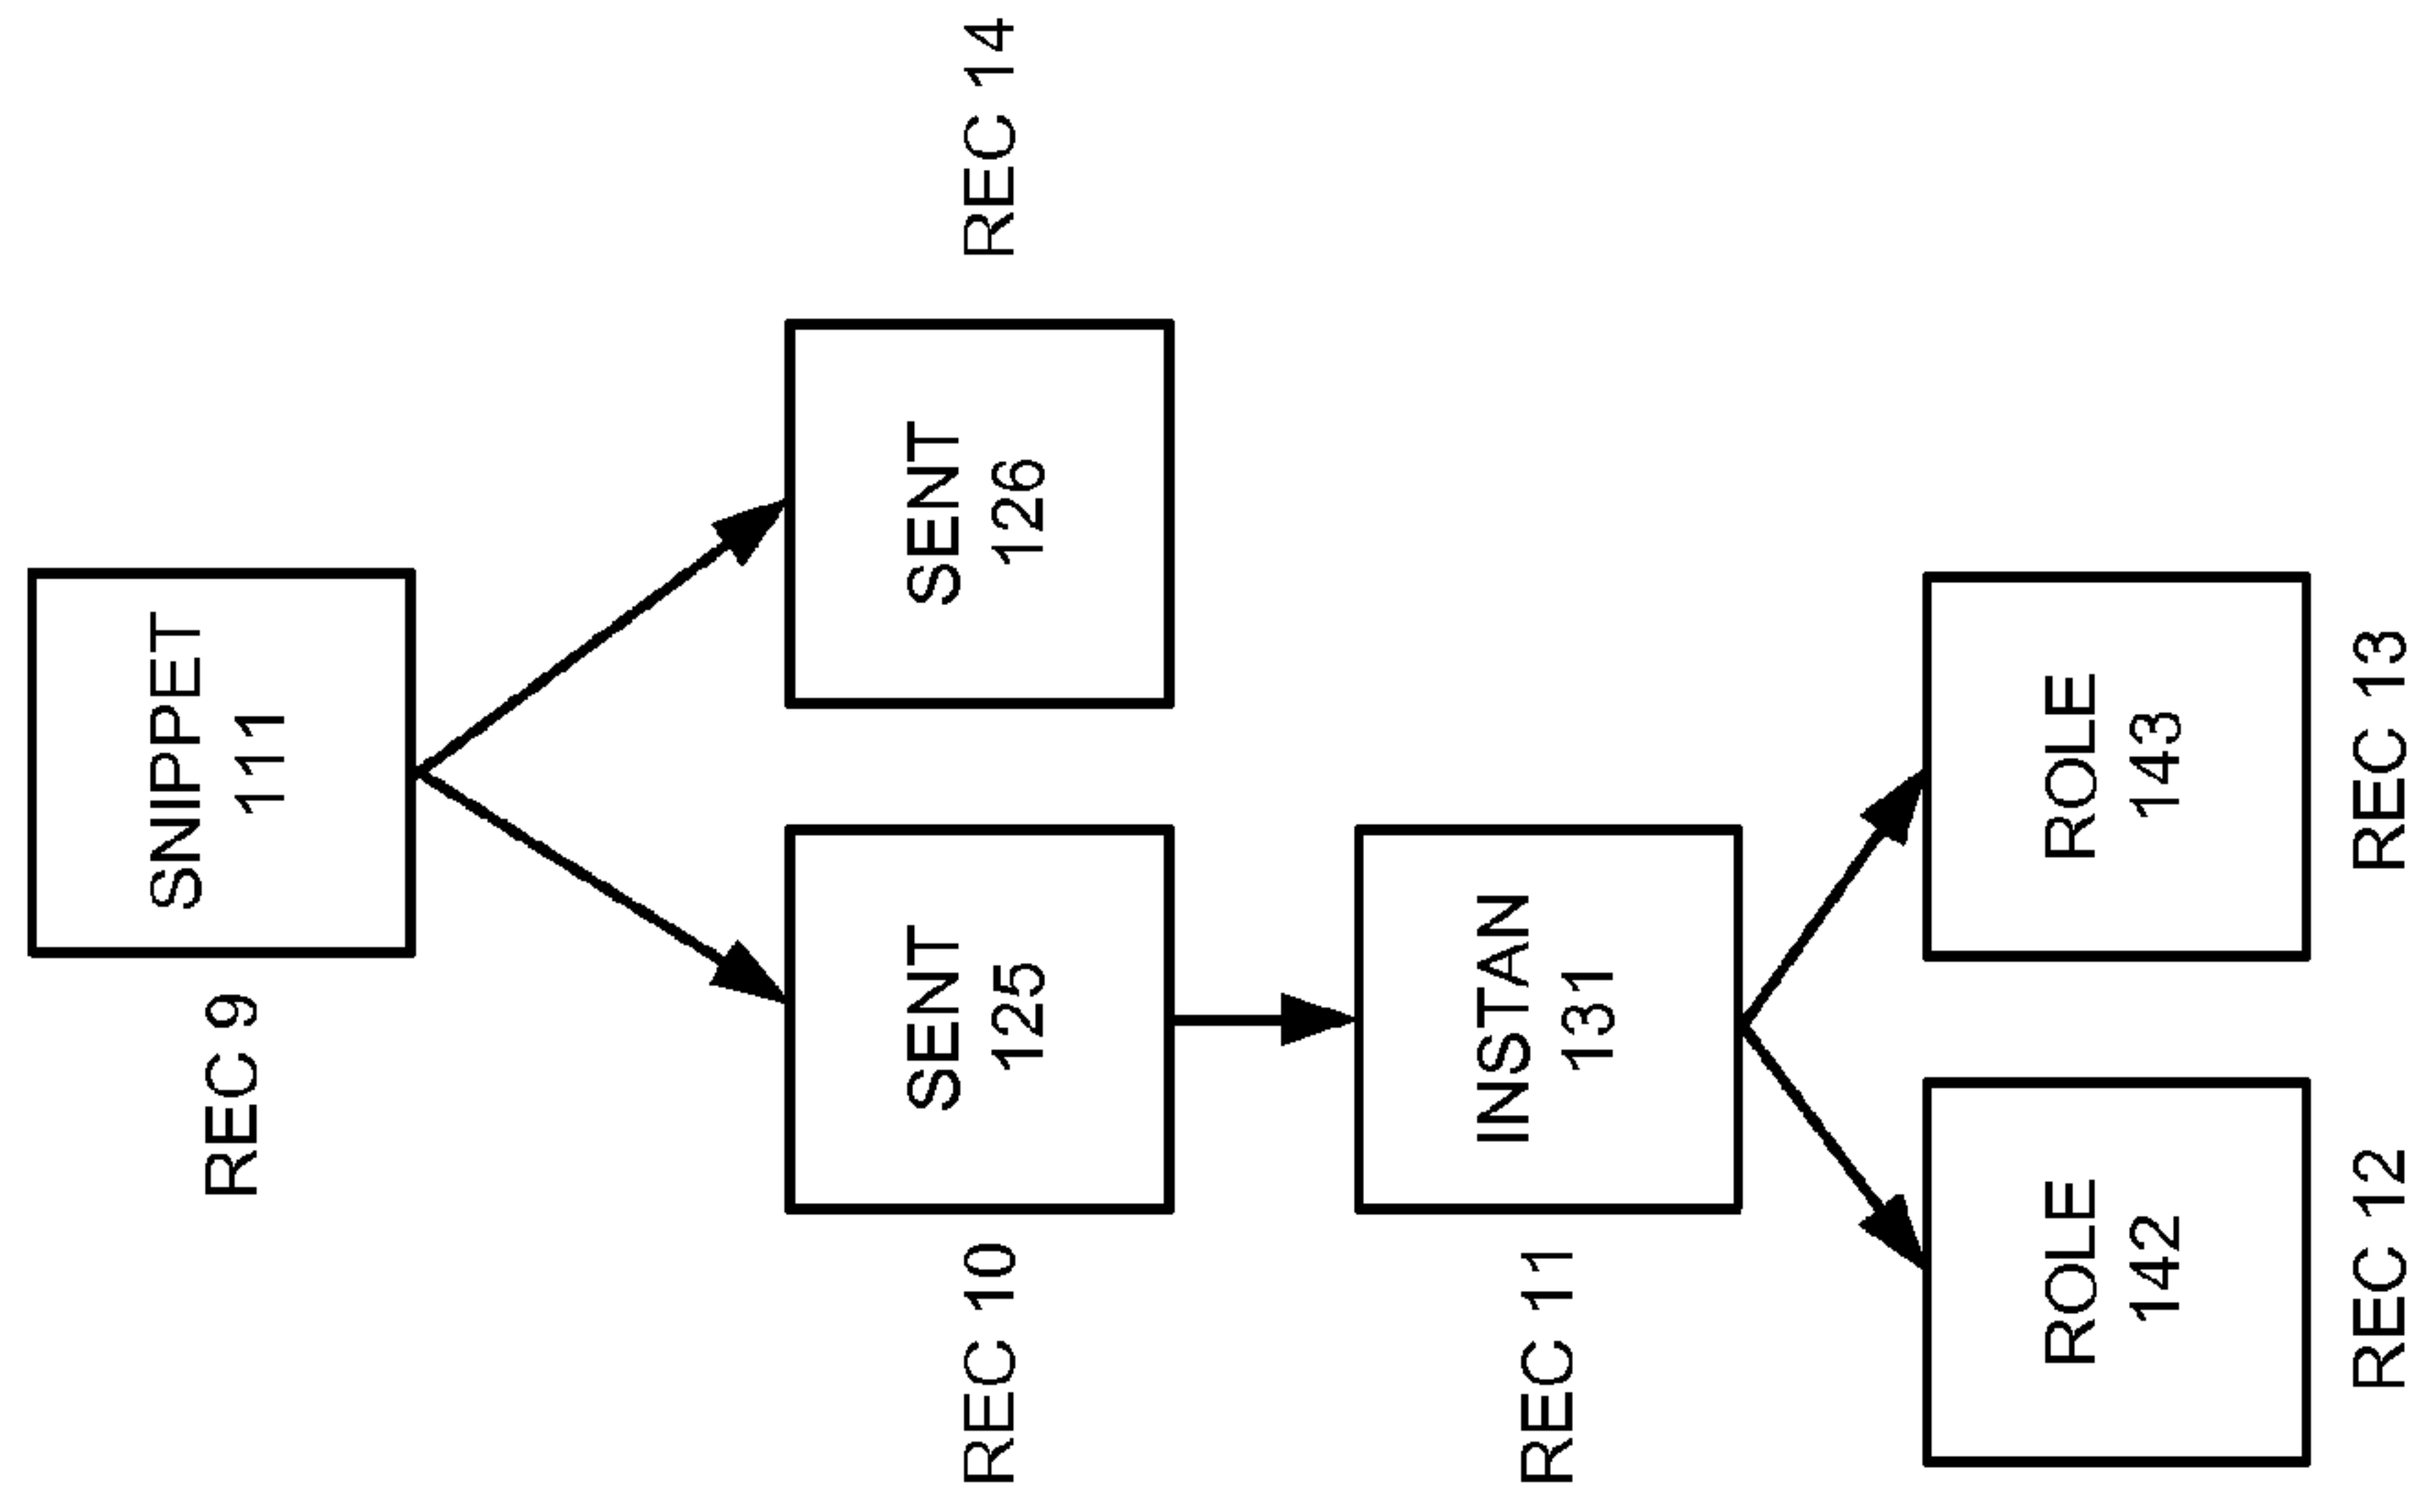 REC 9
SNIPPET
111
REC 10
SENT
125
SENT
126
REC 14
REC 11
INSTAN
131
ROLE
142
REC 12
ROLE
143
REC 13